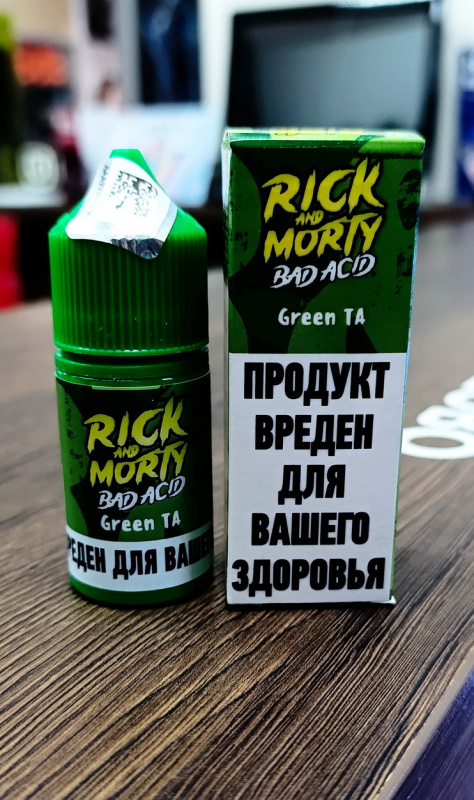 RICK
AND
MORTY
BAD ACID
Green TA
ВРЕДЕН ДЛЯ ВАШЕ
RICK
AND
MORTY
BAD ACID
Green TA
ПРОДУКТ
ВРЕДЕН
ДЛЯ
ВАШЕГО
ЗДОРОВЬЯ